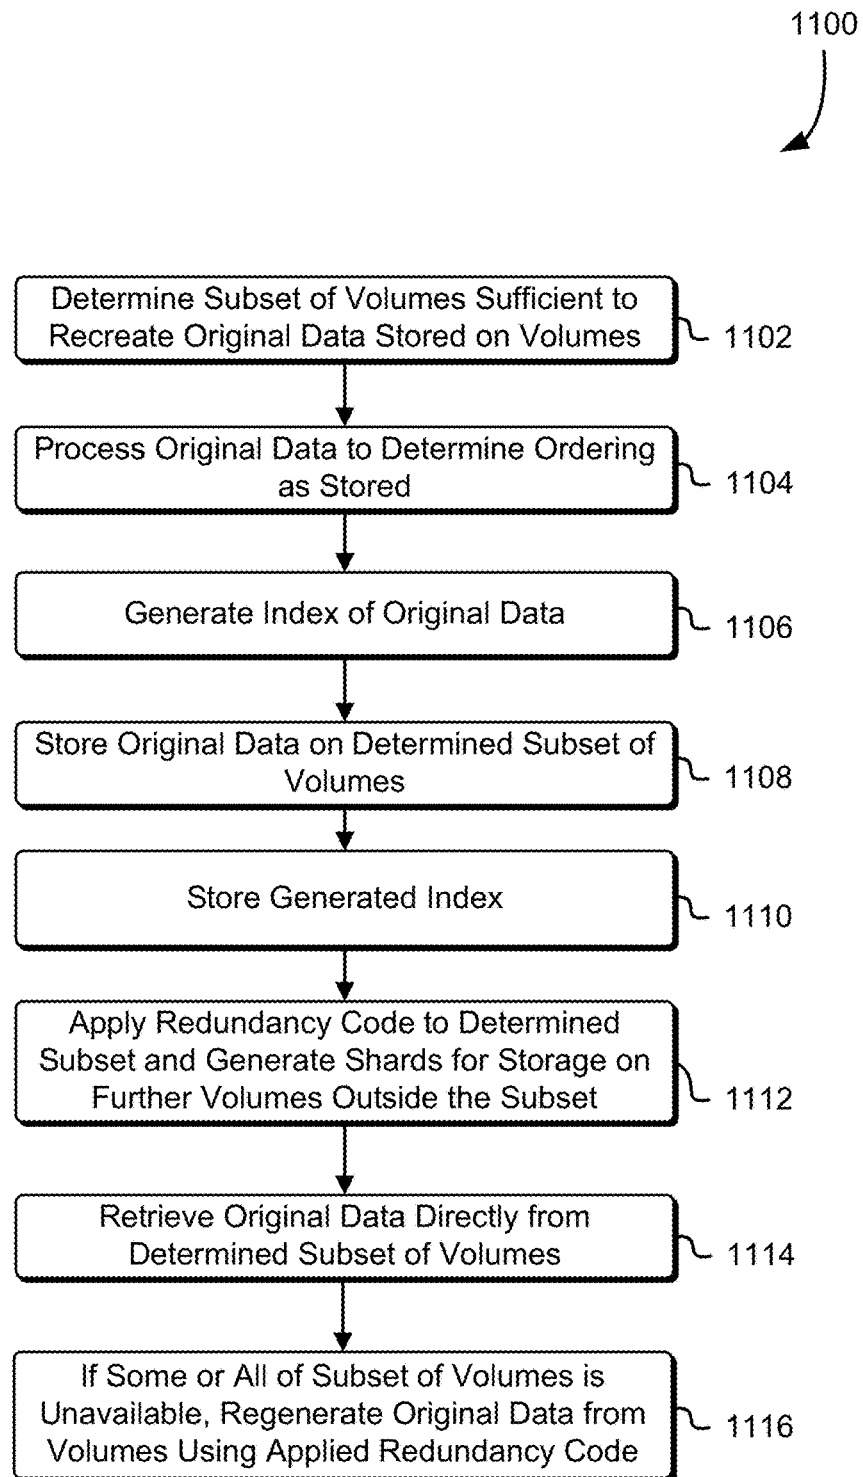 1100
Determine Subset of Volumes Sufficient to
Recreate Original Data Stored on Volumes
1102
Process Original Data to Determine Ordering
as Stored
1104
Generate Index of Original Data
1106
Store Original Data on Determined Subset of
Volumes
1108
Store Generated Index
1110
Apply Redundancy Code to Determined
Subset and Generate Shards for Storage on
Further Volumes Outside the Subset
1112
Retrieve Original Data Directly from
Determined Subset of Volumes
1114
If Some or All of Subset of Volumes is
Unavailable, Regenerate Original Data from
Volumes Using Applied Redundancy Code
1116